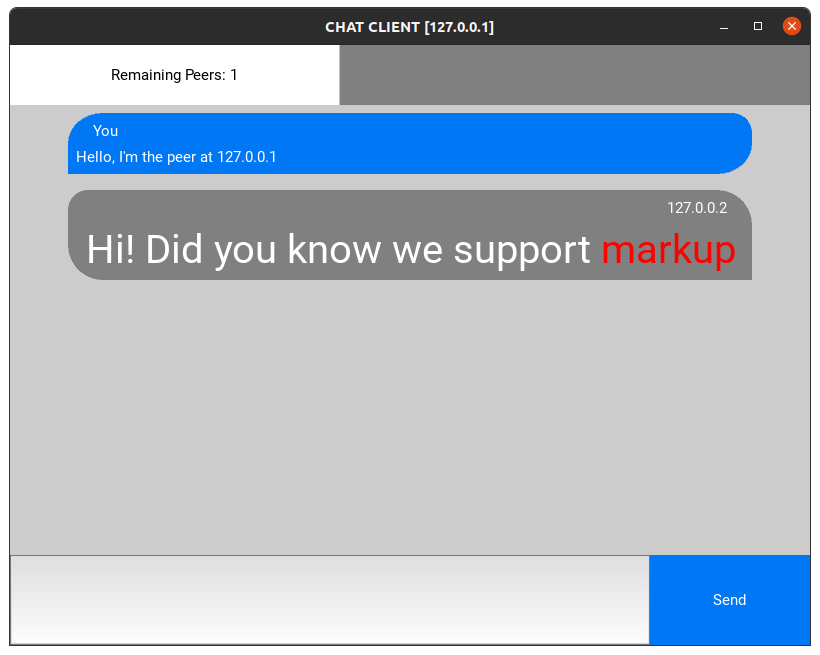 CHAT CLIENT [127.0.0.1]
Remaining Peers: 1
You
Hello, I'm the peer at 127.0.0.1
127.0.0.2
Hi! Did you know we support markup
Send